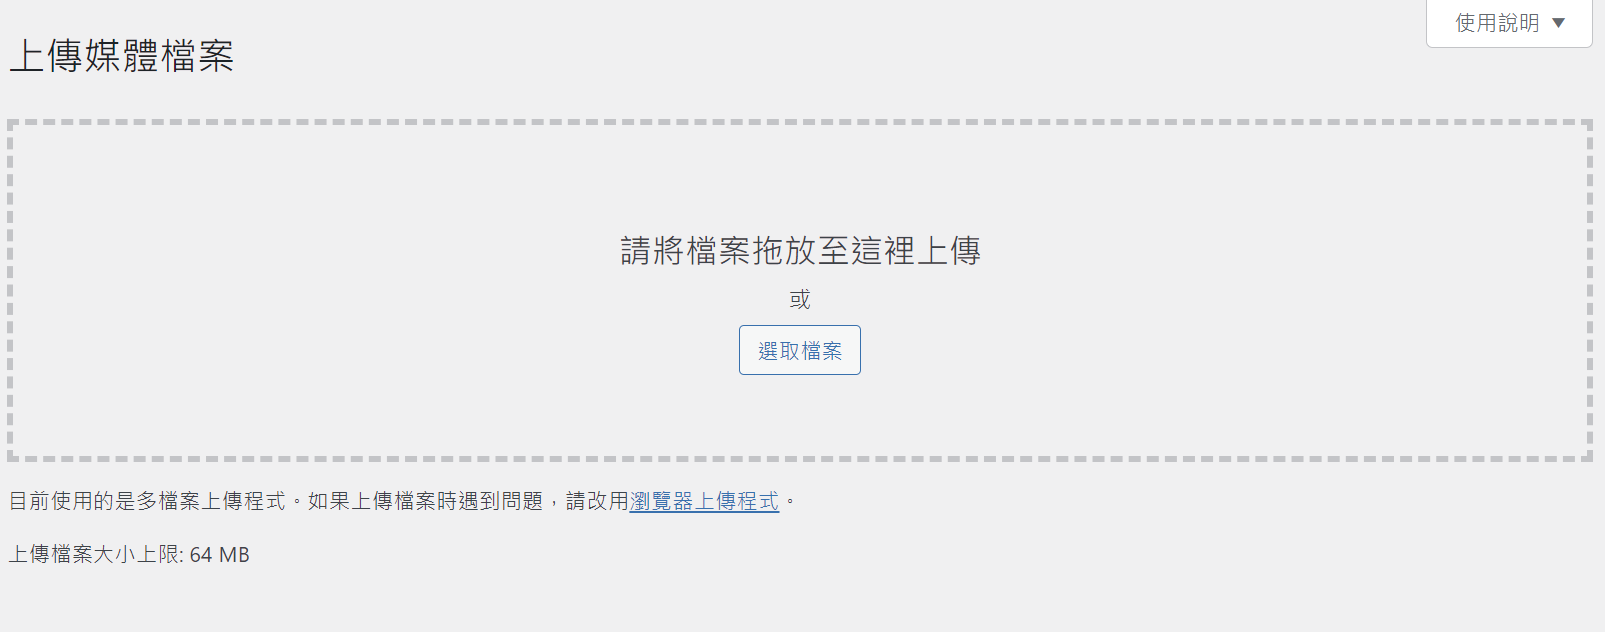 使用說明 ▼
上傳媒體檔案
請將檔案拖放至這裡上傳
或
選取檔案
目前使用的是多檔案上傳程式。如果上傳檔案時遇到問題，請改用瀏覽器上傳程式。
上傳檔案大小上限: 64 MB